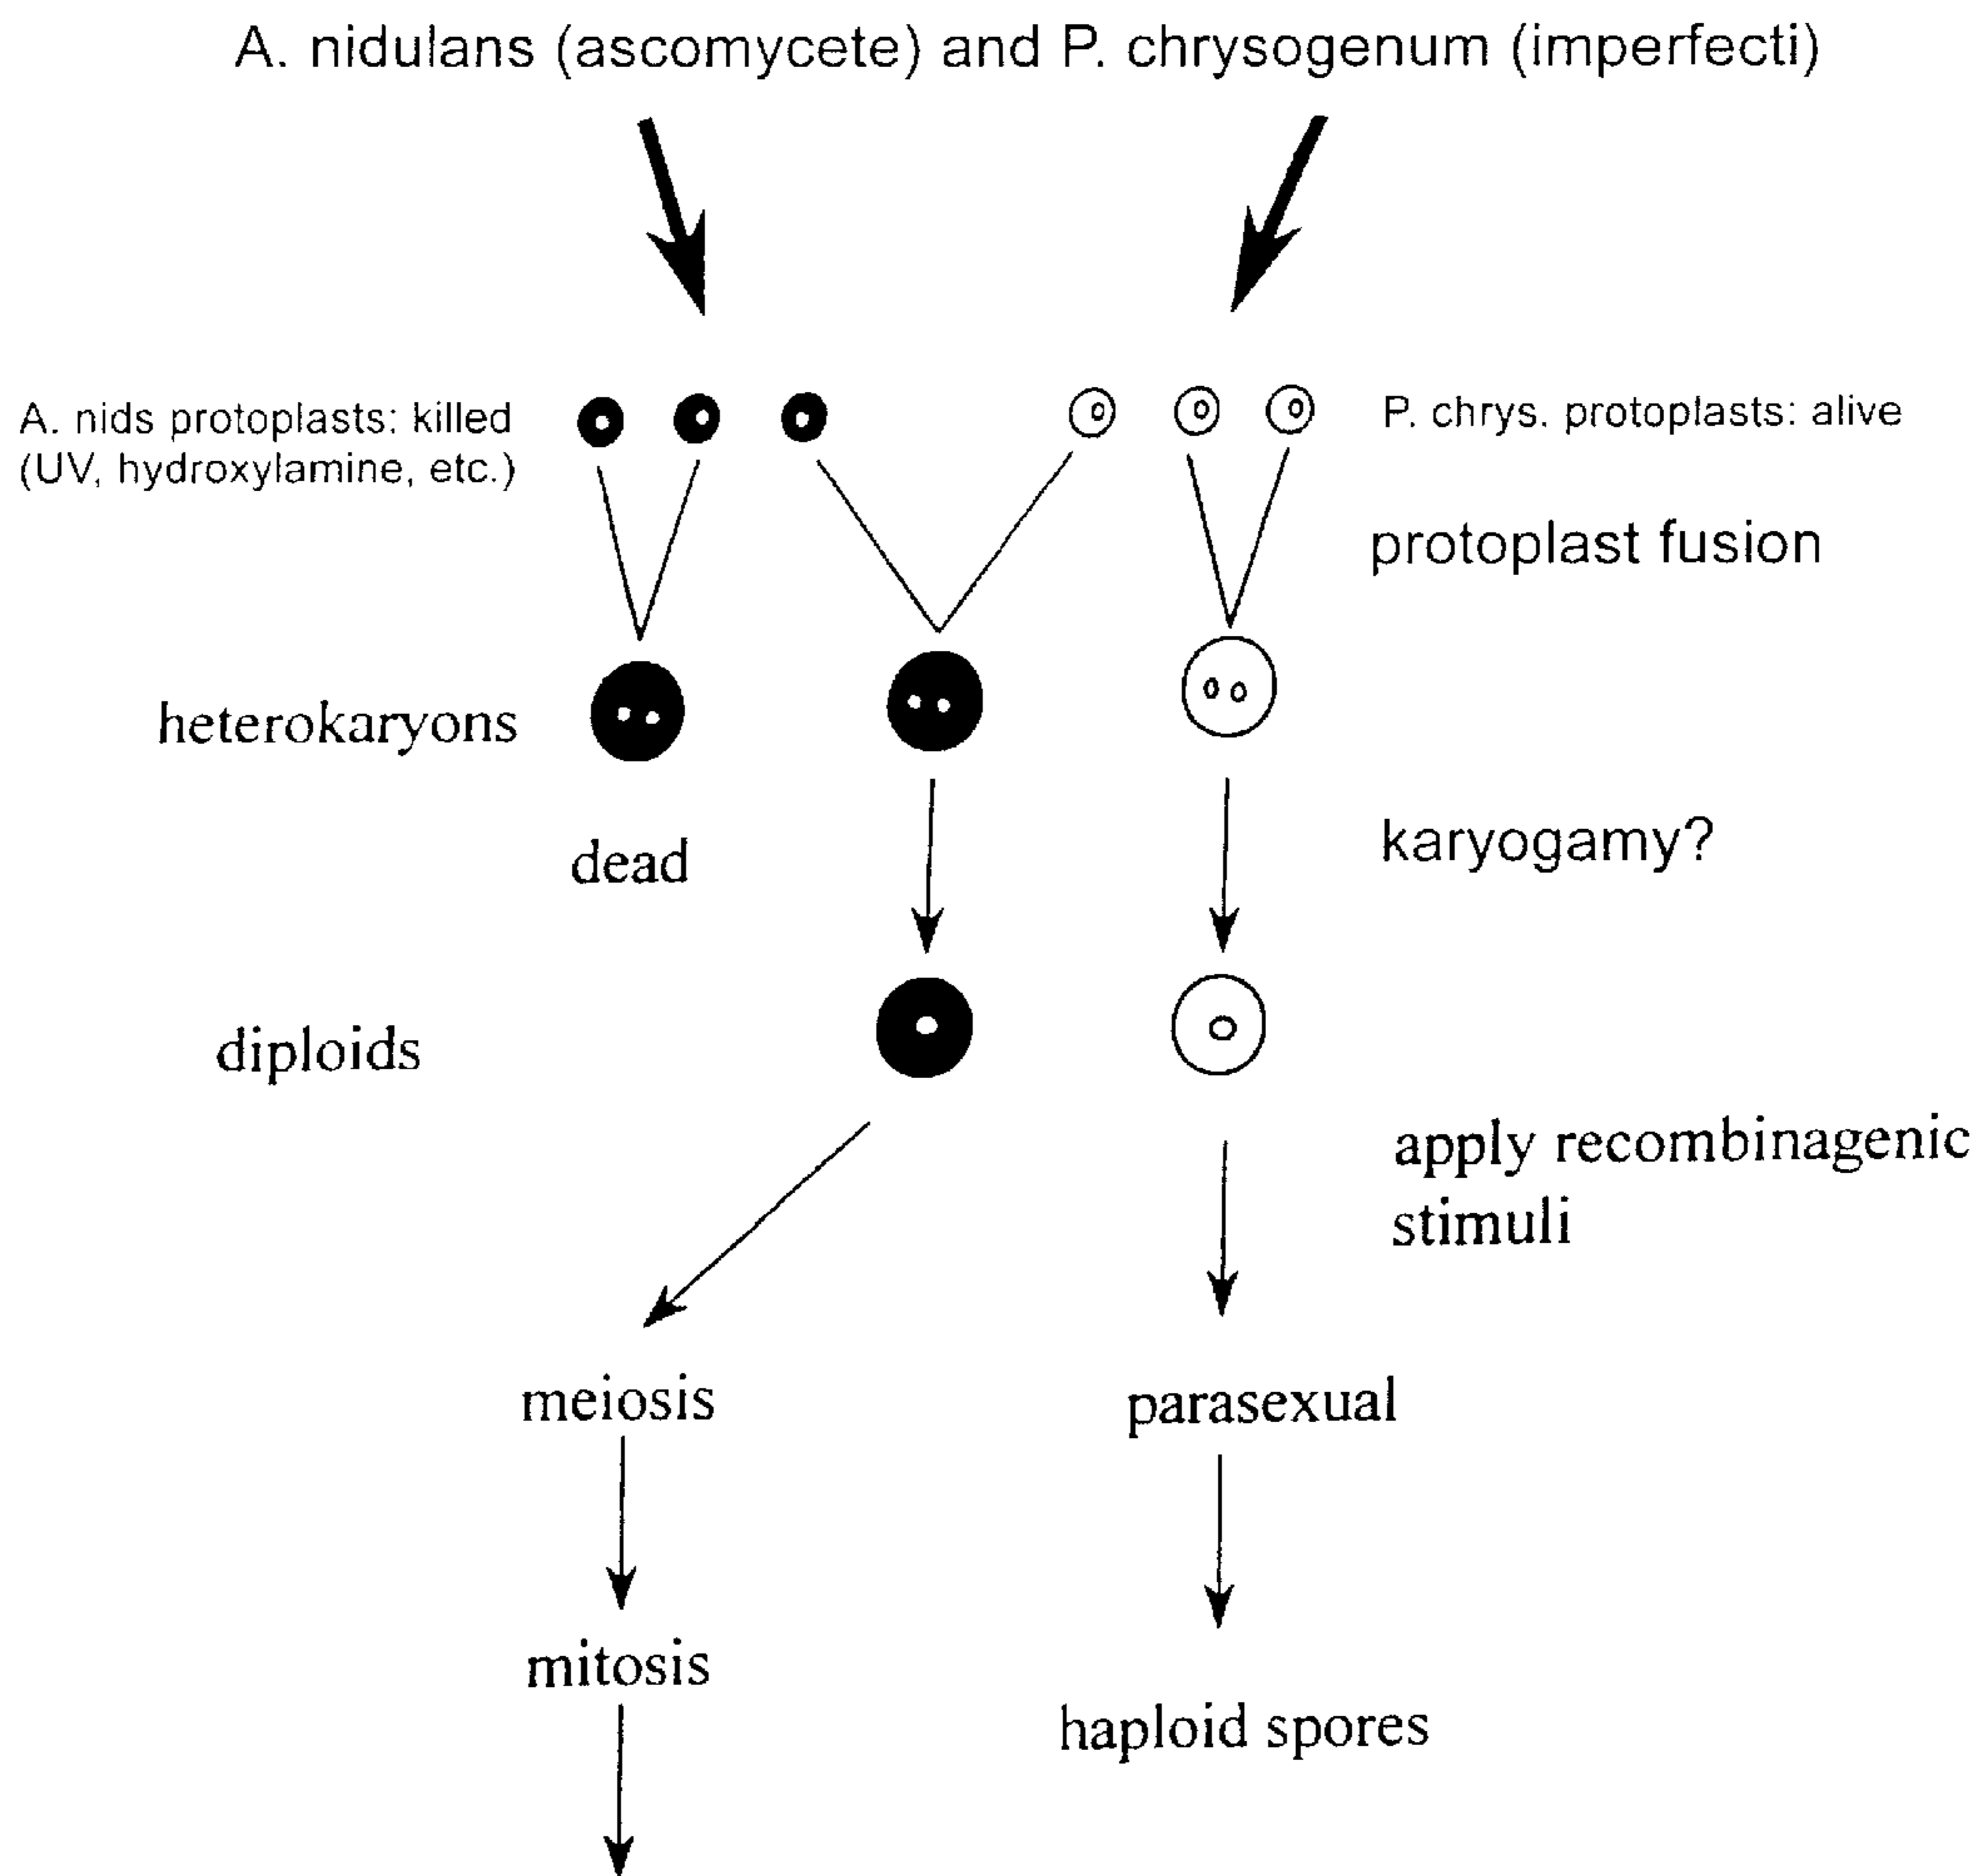 A. nidulans (ascomycete) and P. chrysogenum (imperfecti)
A. nids protoplasts: killed
(UV, hydroxylamine, etc.)
P. chrys. protoplasts: alive
protoplast fusion
heterokaryons
dead
karyogamy?
diploids
apply recombinagenic
stimuli
meiosis
parasexual
mitosis
haploid spores